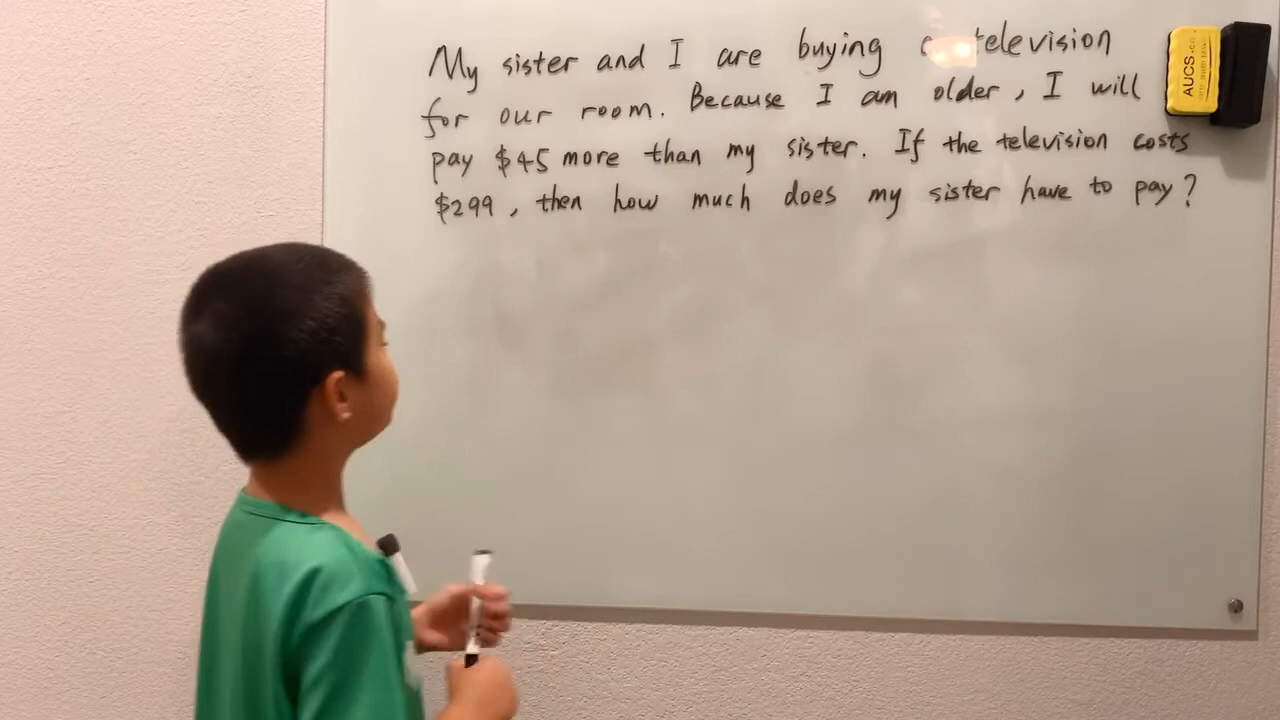 My sister and I are buying television
for our room. Because I am older, I will
pay $45 more than my sister. If the television costs
$299, then how much does my sister have to pay?
AUCS